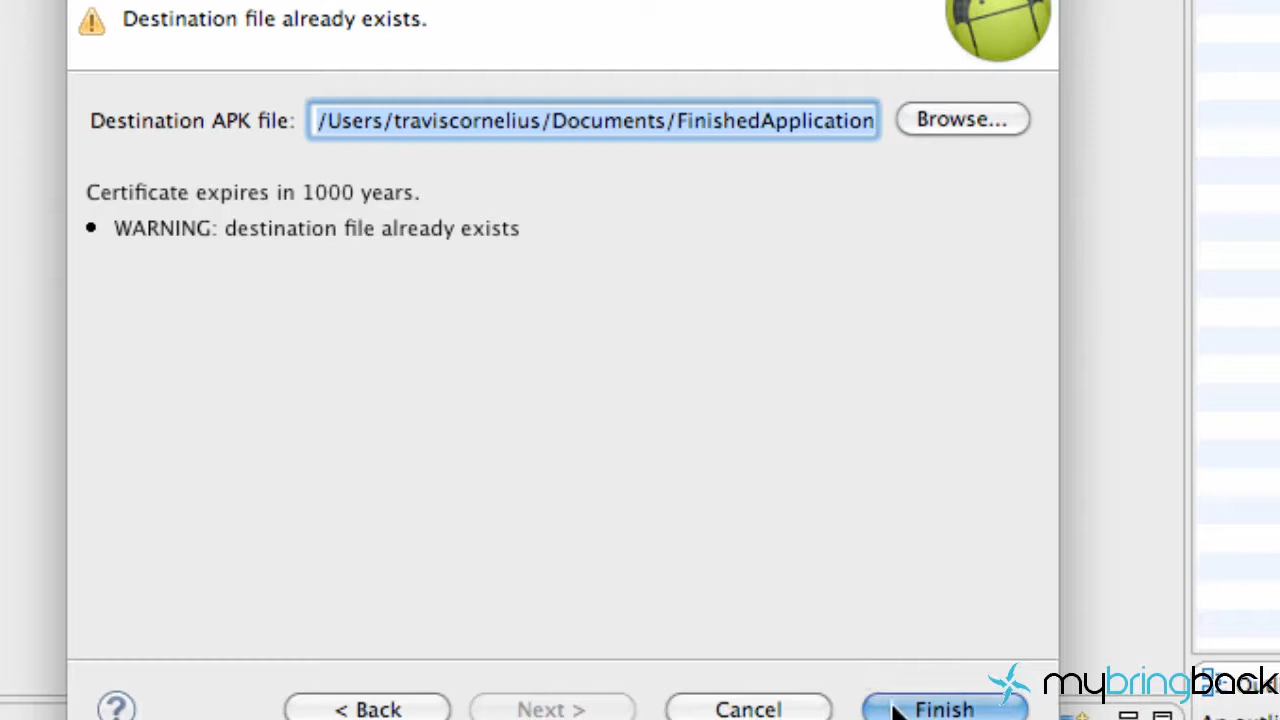 Destination file already exists.
Destination APK file: /Users/traviscornelius/Documents/FinishedApplication Browse...
Certificate expires in 1000 years.
• WARNING: destination file already exists
? < Back Next > Cancel Finish
mybringback